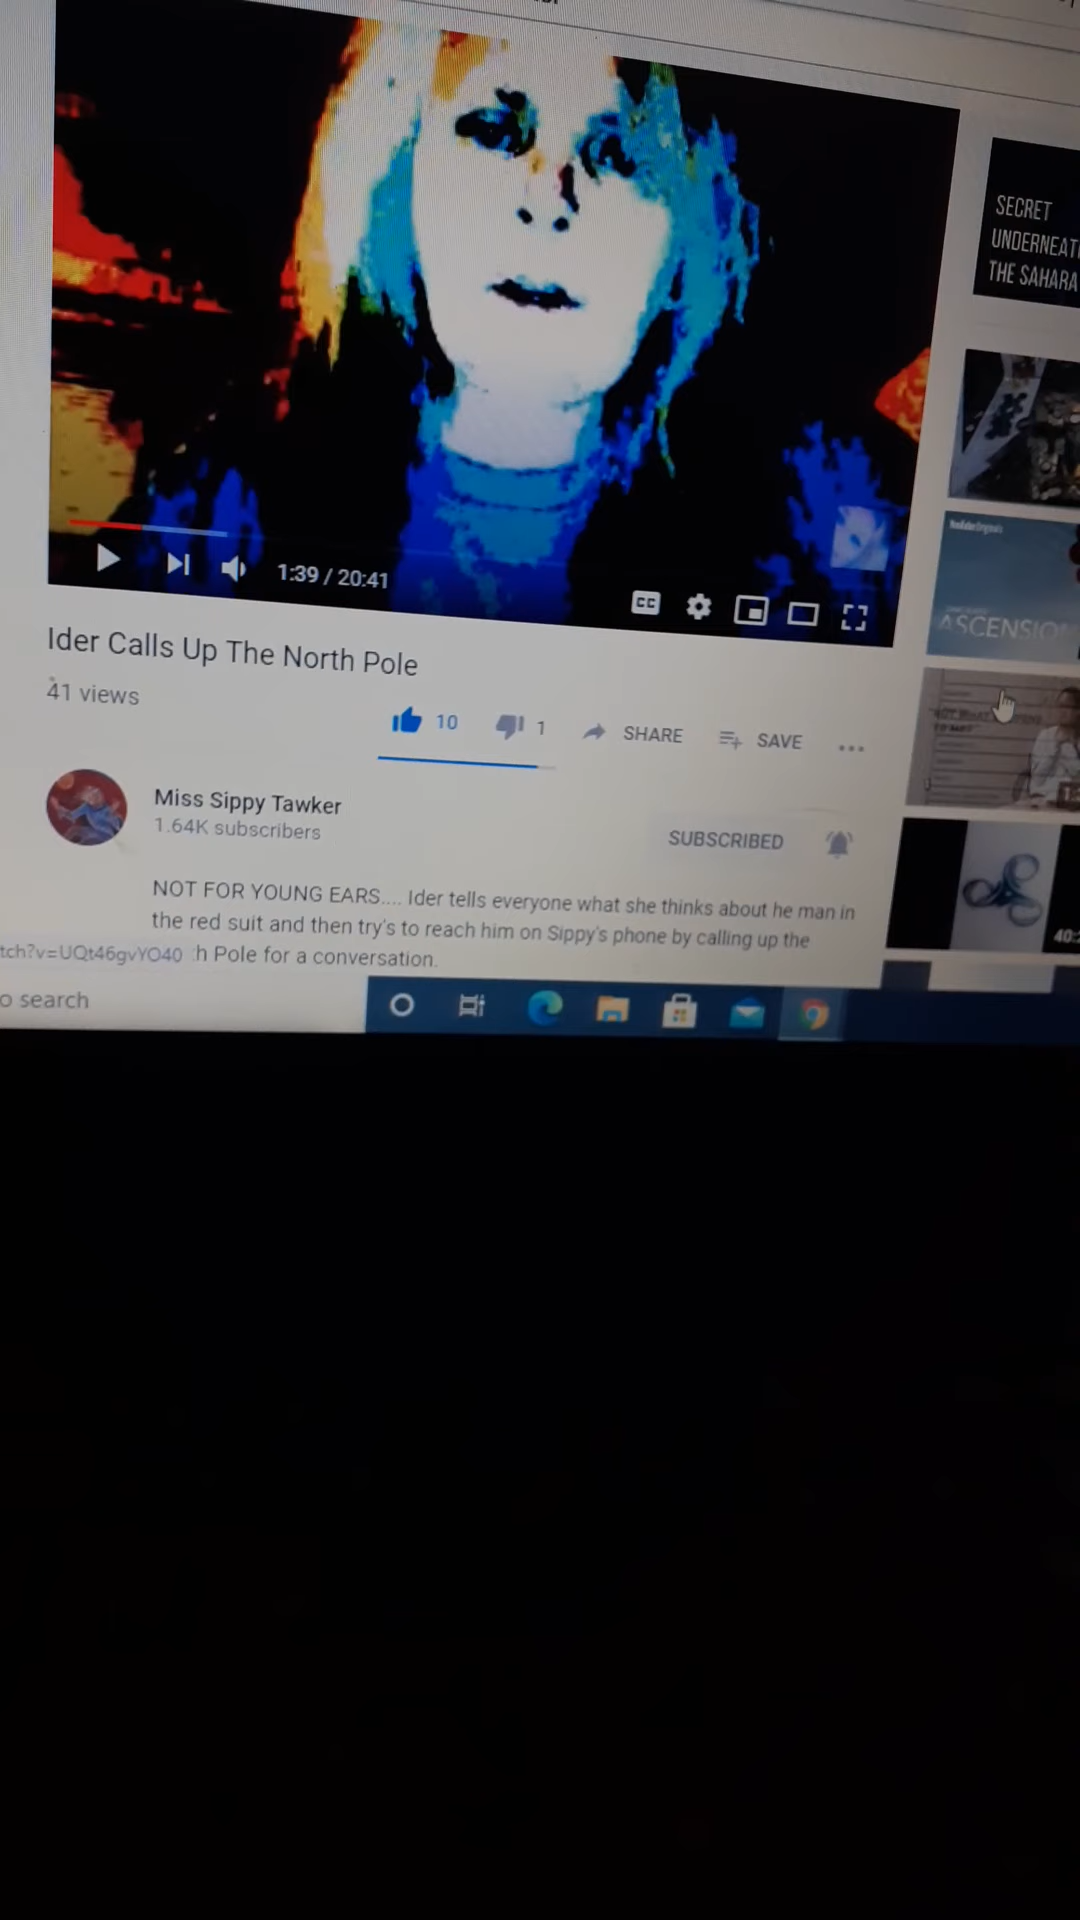 SECRET
UNDERNEAT
THE SAHARA
YouTube Originals
ASCENSIO
1:39 / 20:41
CC
Ider Calls Up The North Pole
41 views
10
1
SHARE
SAVE
Miss Sippy Tawker
1.64K subscribers
SUBSCRIBED
NOT FOR YOUNG EARS.... Ider tells everyone what she thinks about he man in
the red suit and then try's to reach him on Sippy's phone by calling up the
tch?v=UQt46gvYO40 h Pole for a conversation.
40:
o search